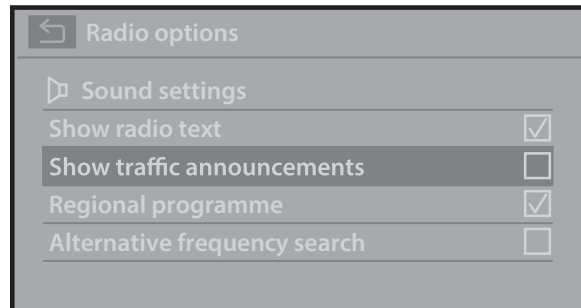 Radio options
Sound settings
Show radio text
Show traffic announcements
Regional programme
Alternative frequency search